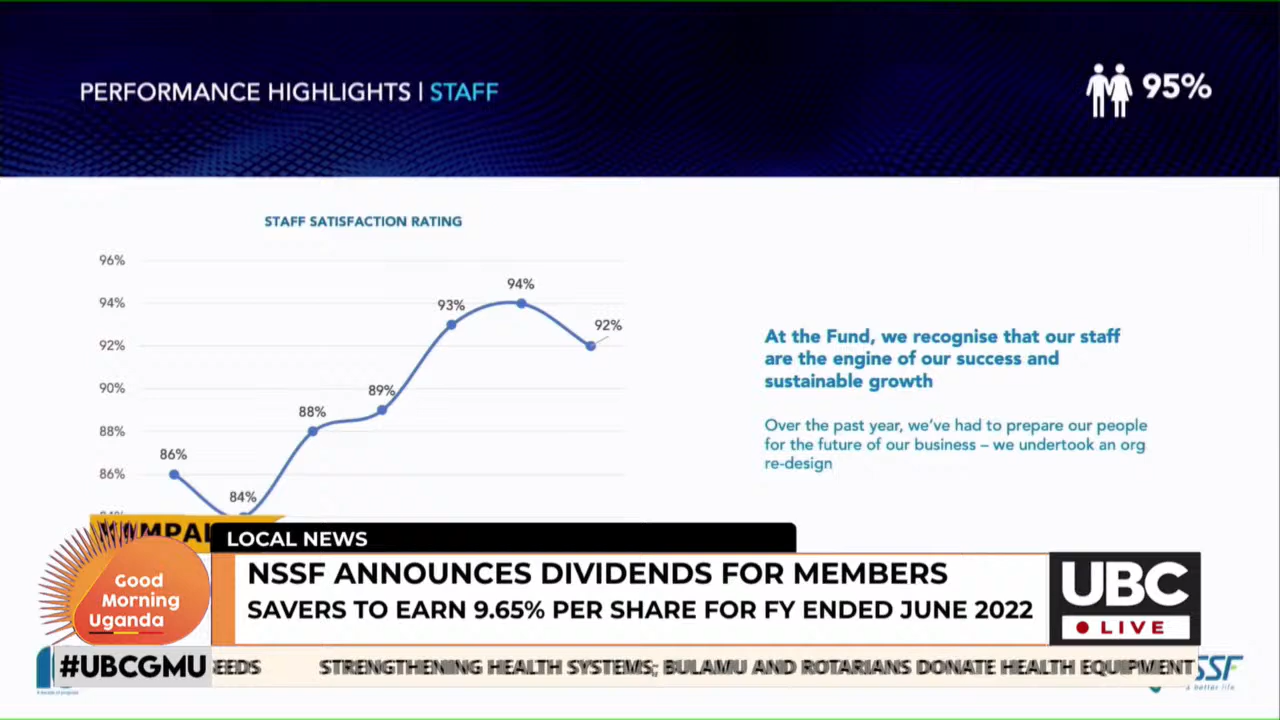 PERFORMANCE HIGHLIGHTS | STAFF
95%
STAFF SATISFACTION RATING
96%
94%
92%
90%
88%
86%
86%
84%
88%
89%
93%
94%
92%
At the Fund, we recognise that our staff
are the engine of our success and
sustainable growth
Over the past year, we've had to prepare our people
for the future of our business – we undertook an org
re-design
LOCAL NEWS
NSSF ANNOUNCES DIVIDENDS FOR MEMBERS
SAVERS TO EARN 9.65% PER SHARE FOR FY ENDED JUNE 2022
Good
Morning
Uganda
UBC
LIVE
#UBCGMU
STRENGTHENING HEALTH SYSTEMS; BULAMU AND ROTARIANS DONATE HEALTH EQUIPMENT
a better life